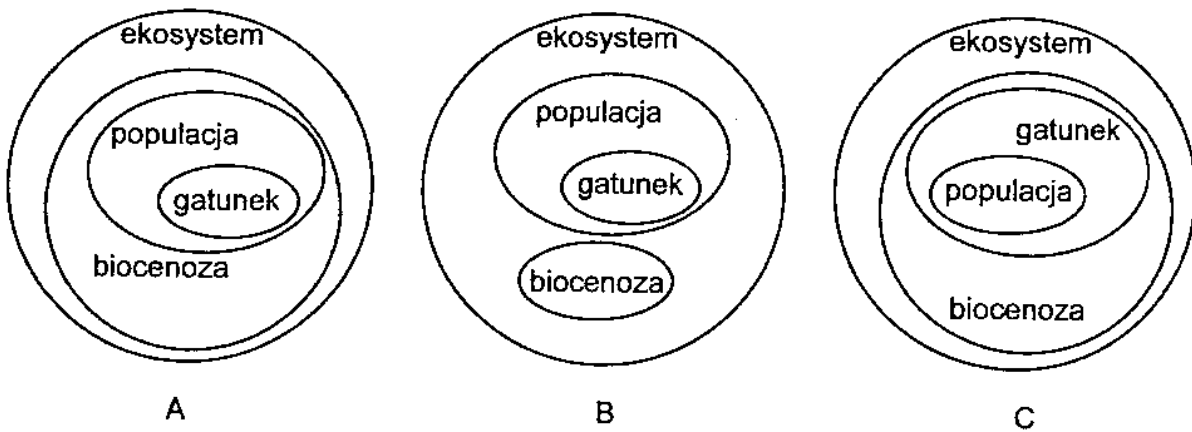 ekosystem
populacja
gatunek
biocenoza
A
ekosystem
populacja
gatunek
biocenoza
B
ekosystem
gatunek
populacja
biocenoza
C